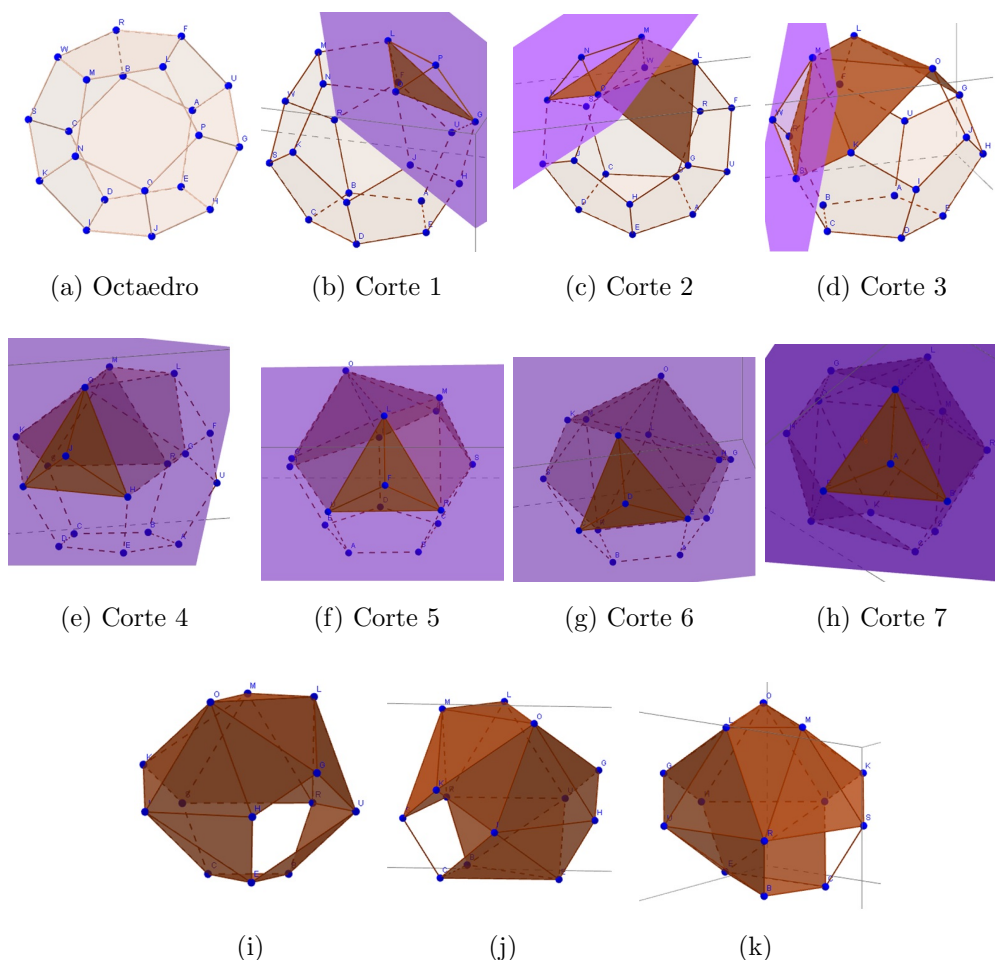 R F W L M B U S A C P G N K E D O H I J
L M P N F W U R G K J H S B A C D E
M N W L K O S R F J C G U D H A E
L M O W G U J P H K S I A B E C D
M L K F J R G U H C B D A E
O M S F R E D C A B
O K H G D B A
L G M H A
O M L K G I H R U C E B
L M O K G I H C B E
O L M G K U S R E C B
(a) Octaedro (b) Corte 1 (c) Corte 2 (d) Corte 3
(e) Corte 4 (f) Corte 5 (g) Corte 6 (h) Corte 7
(i) (j) (k)